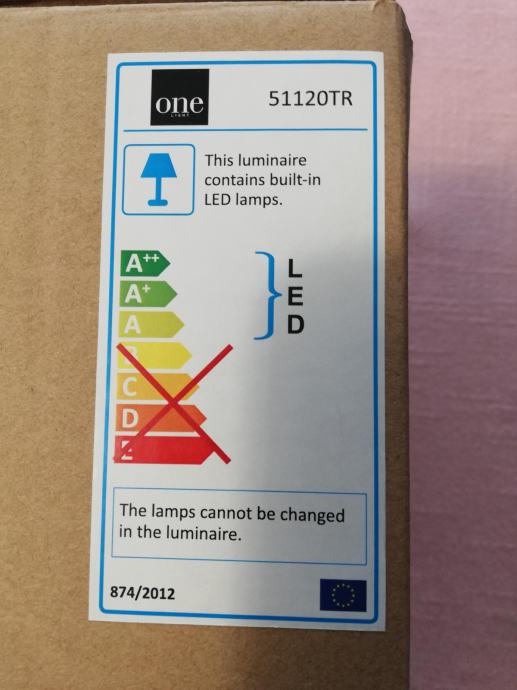 one
LIGHT
51120TR
This luminaire
contains built-in
LED lamps.
A++
A+
A
B
C
D
E
L
E
D
The lamps cannot be changed
in the luminaire.
874/2012